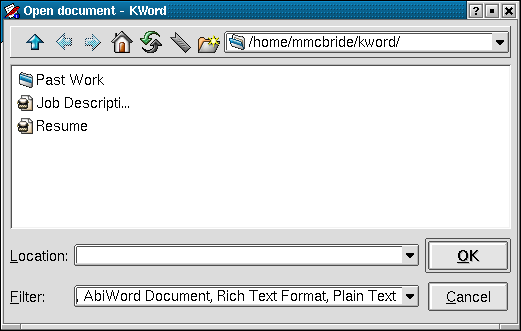 Open document - KWord
/home/mmcbride/kword/
Past Work
Job Descripti...
Resume
Location:
OK
Filter:
, AbiWord Document, Rich Text Format, Plain Text
Cancel